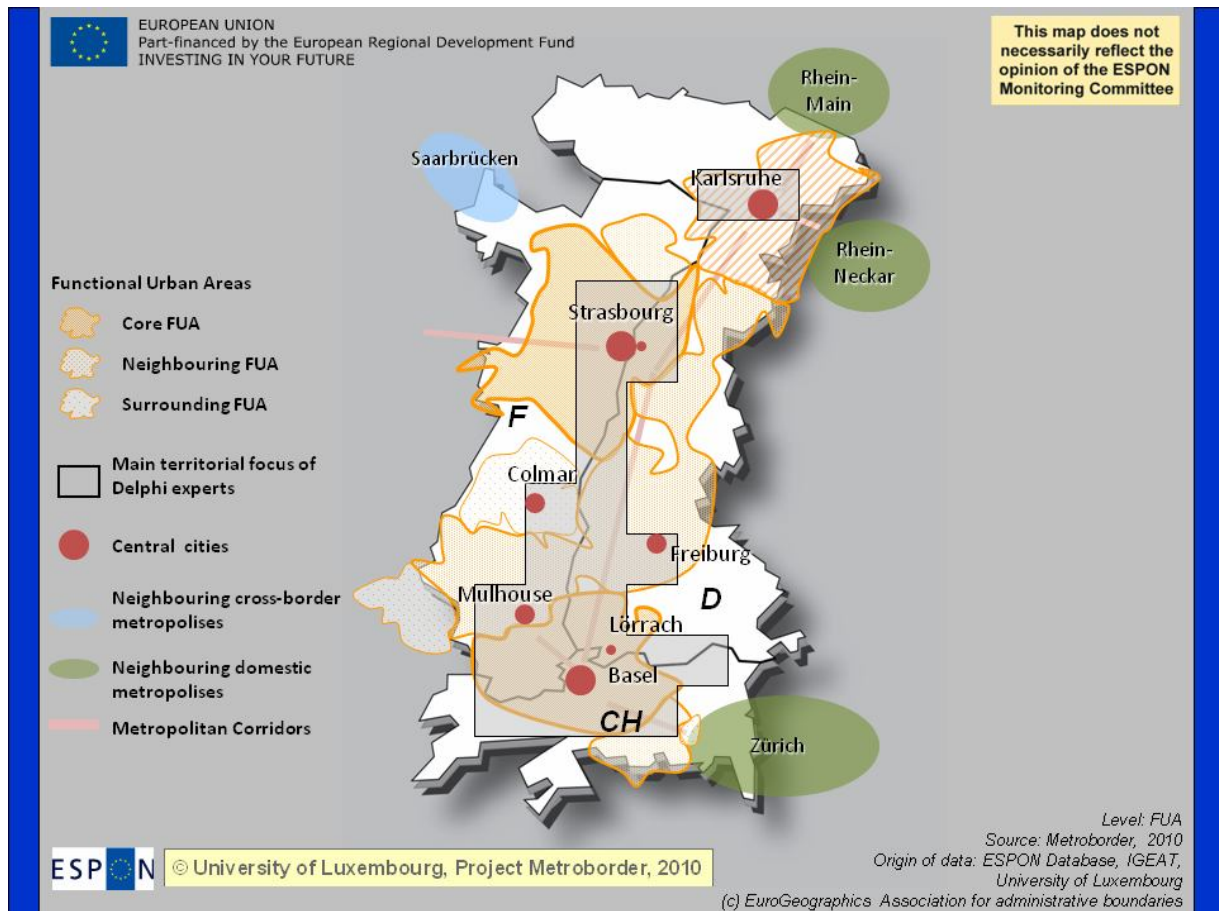 EUROPEAN UNION
Part-financed by the European Regional Development Fund
INVESTING IN YOUR FUTURE
This map does not
necessarily reflect the
opinion of the ESPON
Monitoring Committee
Rhein-
Main
Saarbrücken
Karlsruhe
Rhein-
Neckar
Functional Urban Areas
Core FUA
Neighbouring FUA
Surrounding FUA
Main territorial focus of
Delphi experts
Central cities
Neighbouring cross-border
metropolises
Neighbouring domestic
metropolises
Metropolitan Corridors
Strasbourg
F
Colmar
Freiburg
Mulhouse
D
Lörrach
Basel
CH
Zürich
Level: FUA
Source: Metroborder, 2010
Origin of data: ESPON Database, IGEAT,
University of Luxembourg
(c) EuroGeographics Association for administrative boundaries
ESPON
© University of Luxembourg, Project Metroborder, 2010